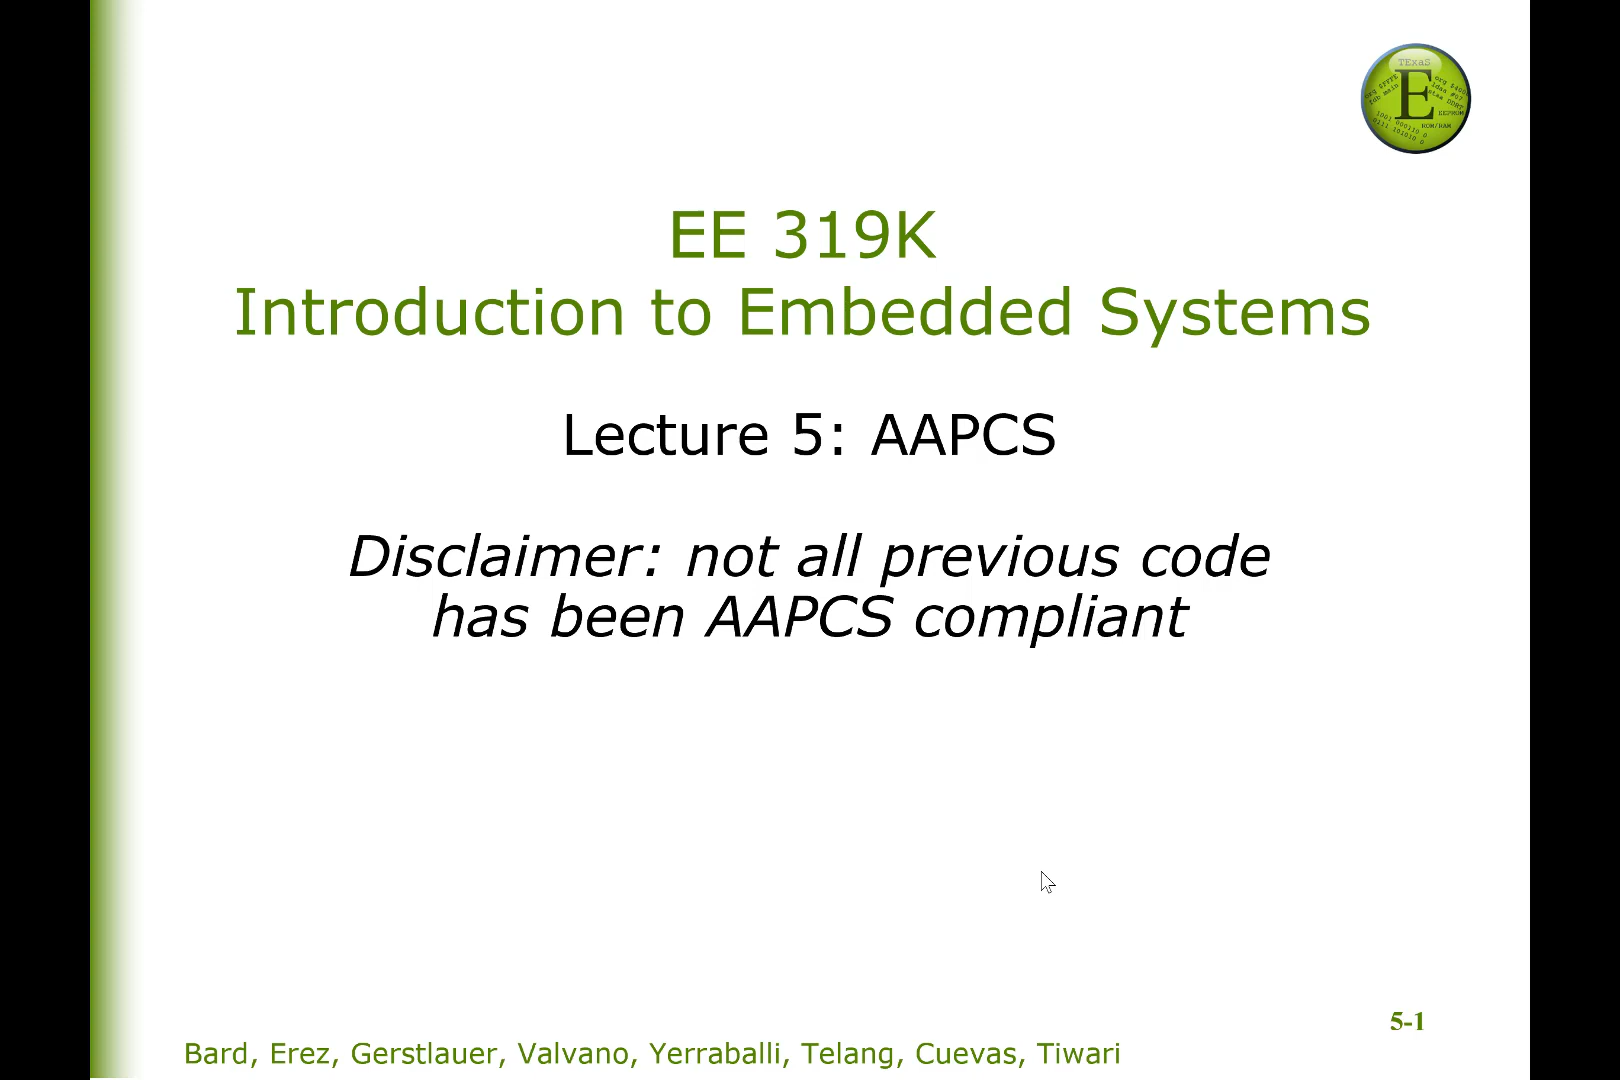 TExaS
E
EE 319K
Introduction to Embedded Systems
Lecture 5: AAPCS
Disclaimer: not all previous code
has been AAPCS compliant
5-1
Bard, Erez, Gerstlauer, Valvano, Yerraballi, Telang, Cuevas, Tiwari